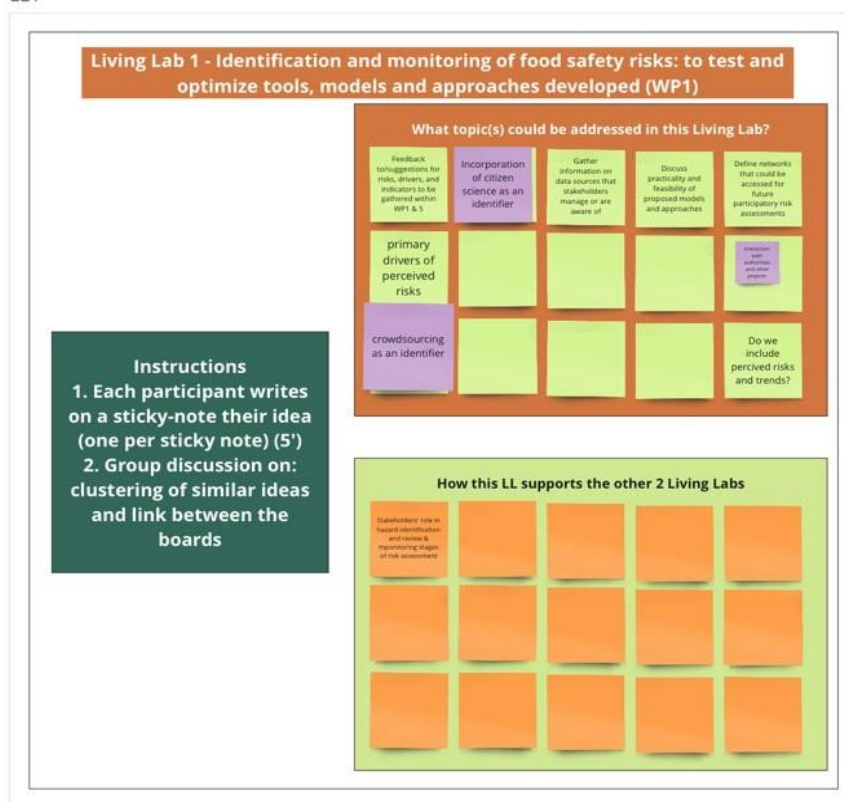 Living Lab 1 - Identification and monitoring of food safety risks: to test and
optimize tools, models and approaches developed (WP1)
What topic(s) could be addressed in this Living Lab?
Feedback
to/suggestions for
risks, drivers, and
indicators to be
gathered within
WP1 & 5
Incorporation
of citizen
science as an
identifier
Gather
information on
data sources that
stakeholders
manage or are
aware of
Discuss
practicality and
feasibility of
proposed models
and approaches
Define networks
that could be
accessed for
future
participatory risk
assessments
primary
drivers of
perceived
risks
Interaction
with
authorities
and other
projects
crowdsourcing
as an identifier
Do we
include
percived risks
and trends?
Instructions
1. Each participant writes
on a sticky-note their idea
(one per sticky note) (5')
2. Group discussion on:
clustering of similar ideas
and link between the
boards
How this LL supports the other 2 Living Labs
Stakeholders' role in
hazard identification
and review &
mponitoring stages
of risk assessment